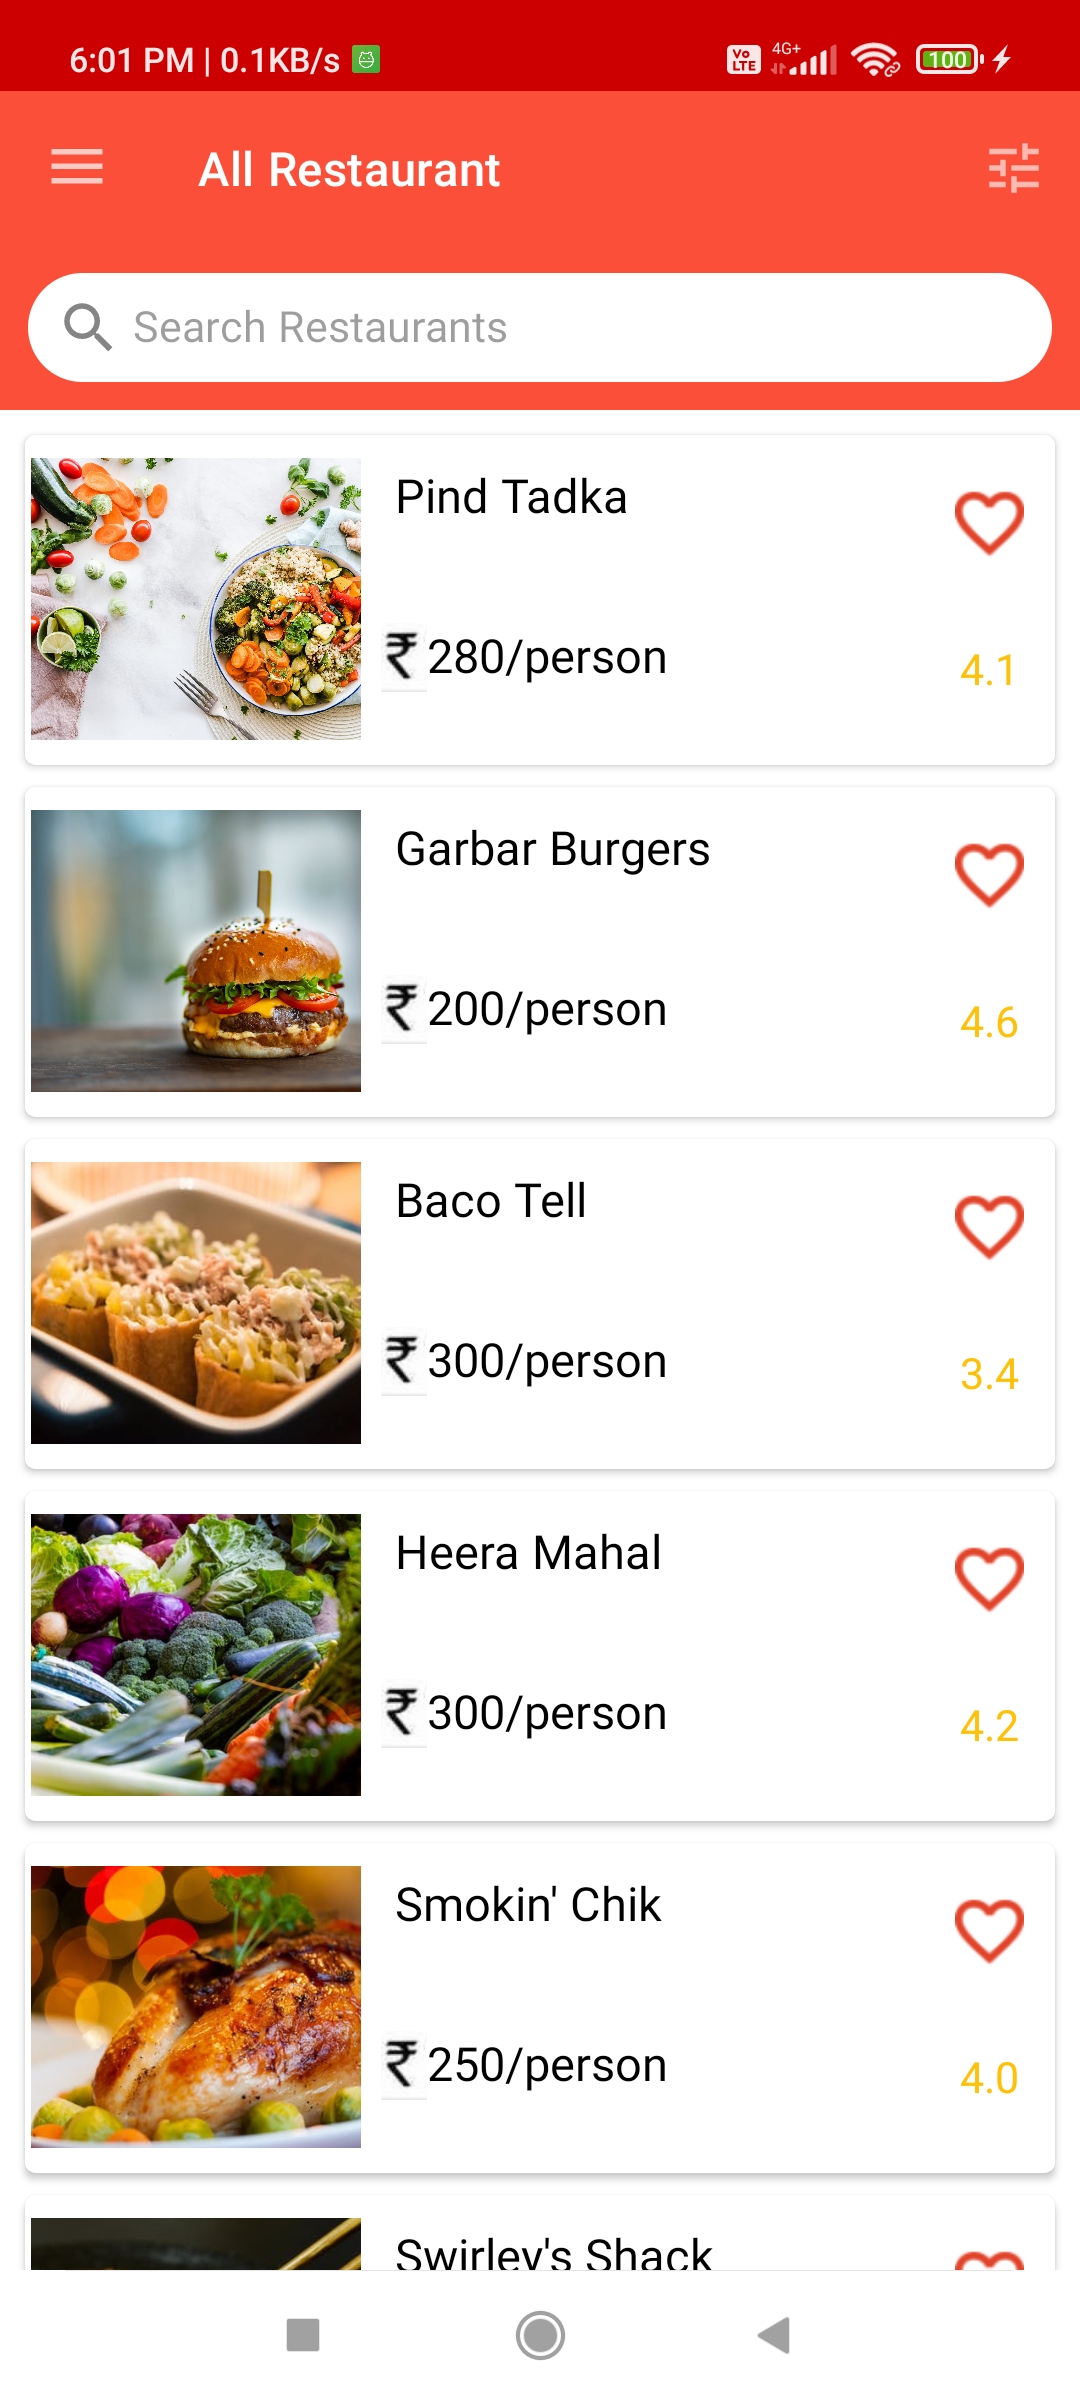 6:01 PM | 0.1KB/s
Vo LTE
4G+
100
All Restaurant
Search Restaurants
Pind Tadka
₹280/person
4.1
Garbar Burgers
₹200/person
4.6
Baco Tell
₹300/person
3.4
Heera Mahal
₹300/person
4.2
Smokin' Chik
₹250/person
4.0
Swirley's Shack